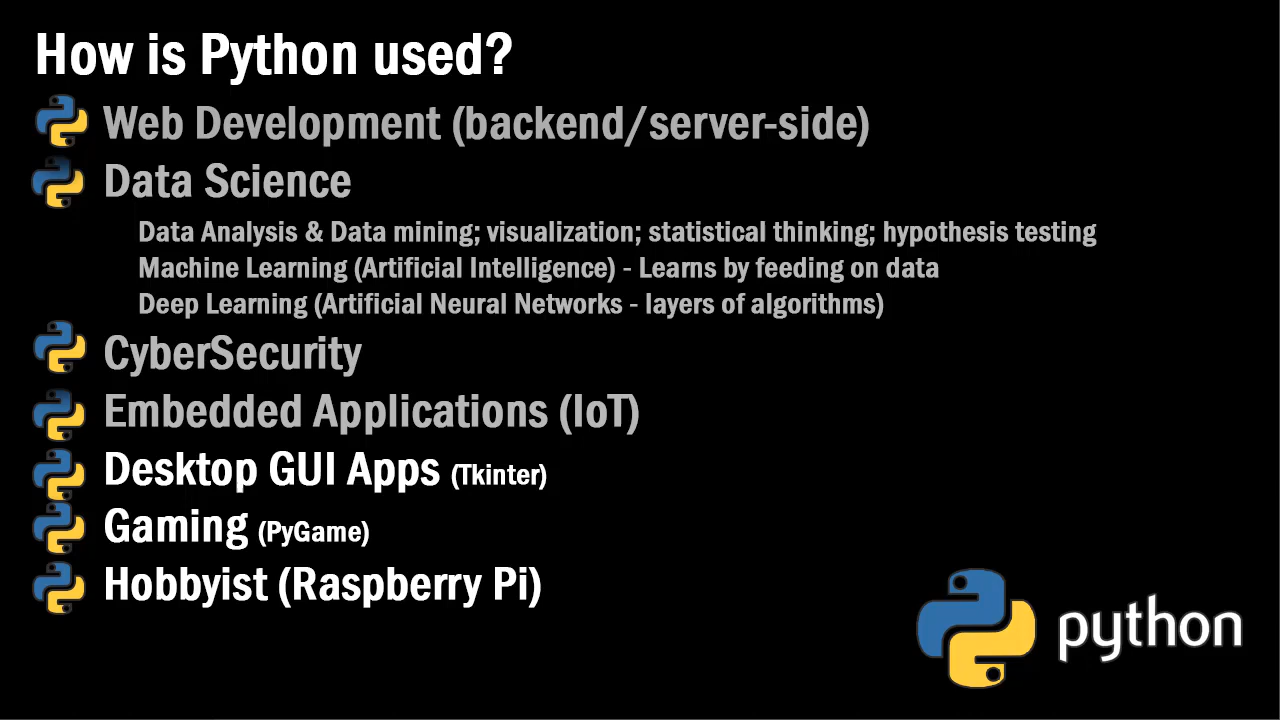 How is Python used?
Web Development (backend/server-side)
Data Science
Data Analysis & Data mining; visualization; statistical thinking; hypothesis testing
Machine Learning (Artificial Intelligence) - Learns by feeding on data
Deep Learning (Artificial Neural Networks - layers of algorithms)
CyberSecurity
Embedded Applications (IoT)
Desktop GUI Apps (Tkinter)
Gaming (PyGame)
Hobbyist (Raspberry Pi)
python